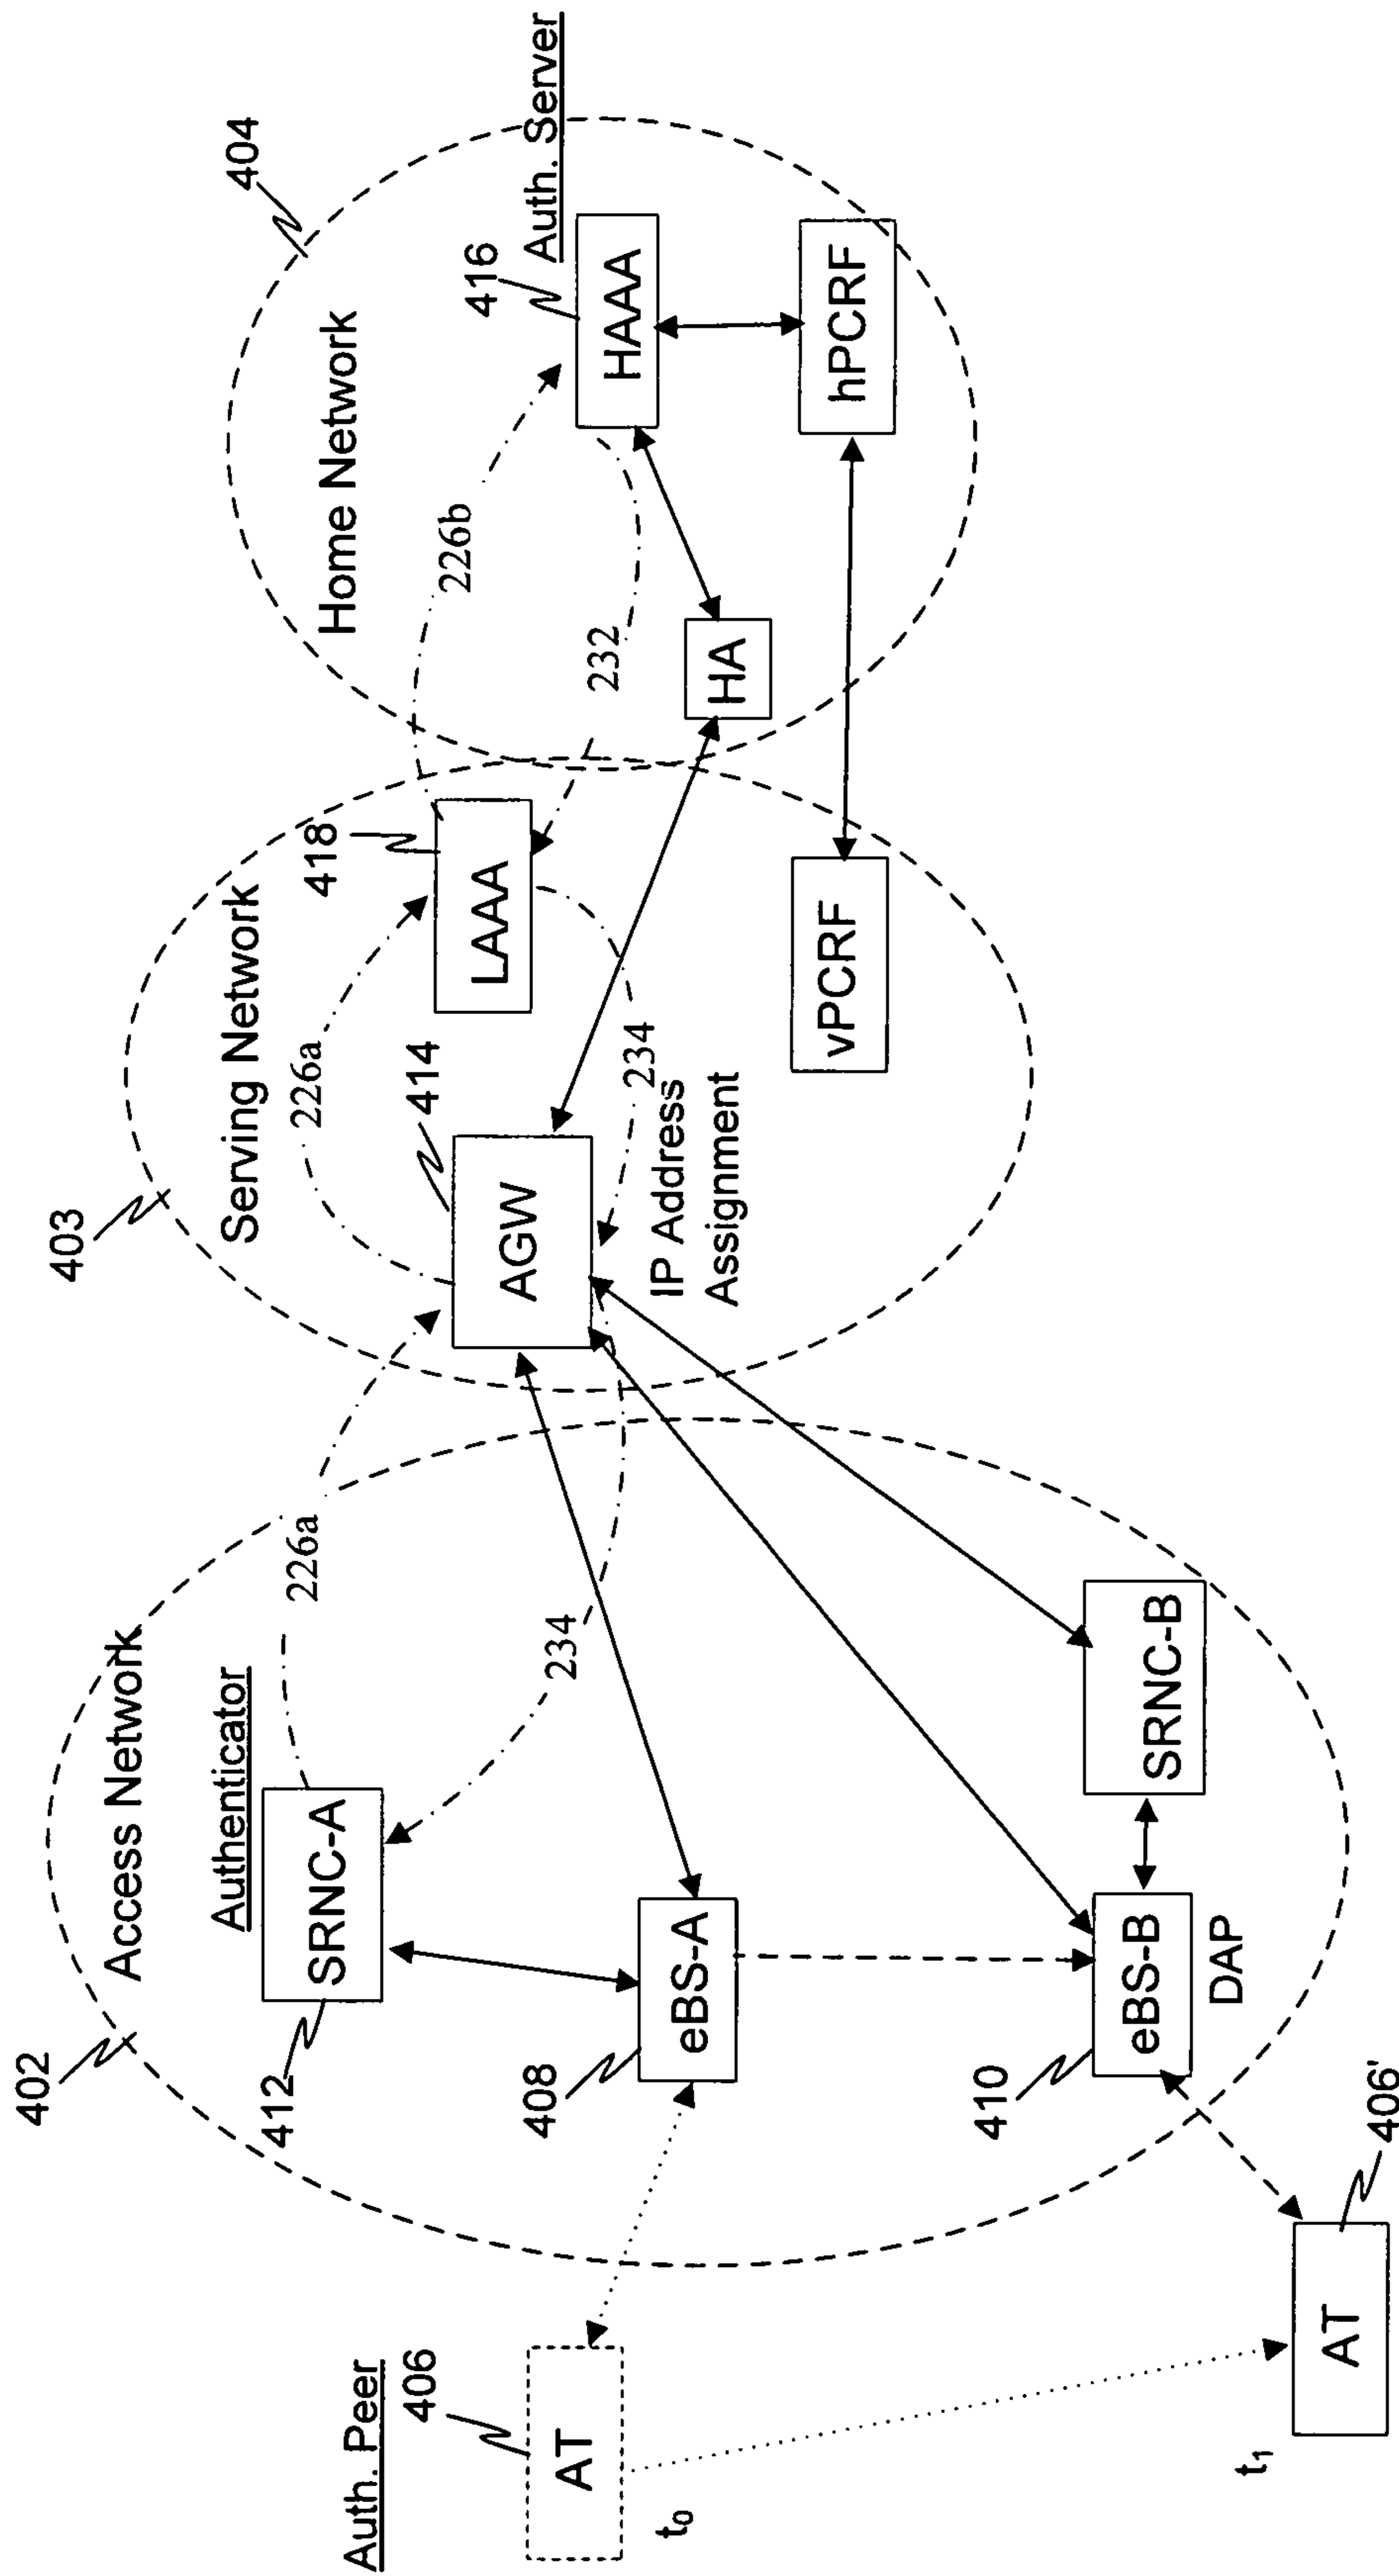 404
Home Network
Auth. Server
416
HAAA
226b
232
HA
hPCRF
403
Serving Network
418
LAAA
226a
414
AGW
234
IP Address
Assignment
vPCRF
402
Access Network
226a
Authenticator
SRNC-A
412
234
eBS-A
408
SRNC-B
eBS-B
DAP
410
Auth. Peer
406
AT
t0
AT
406'
t1